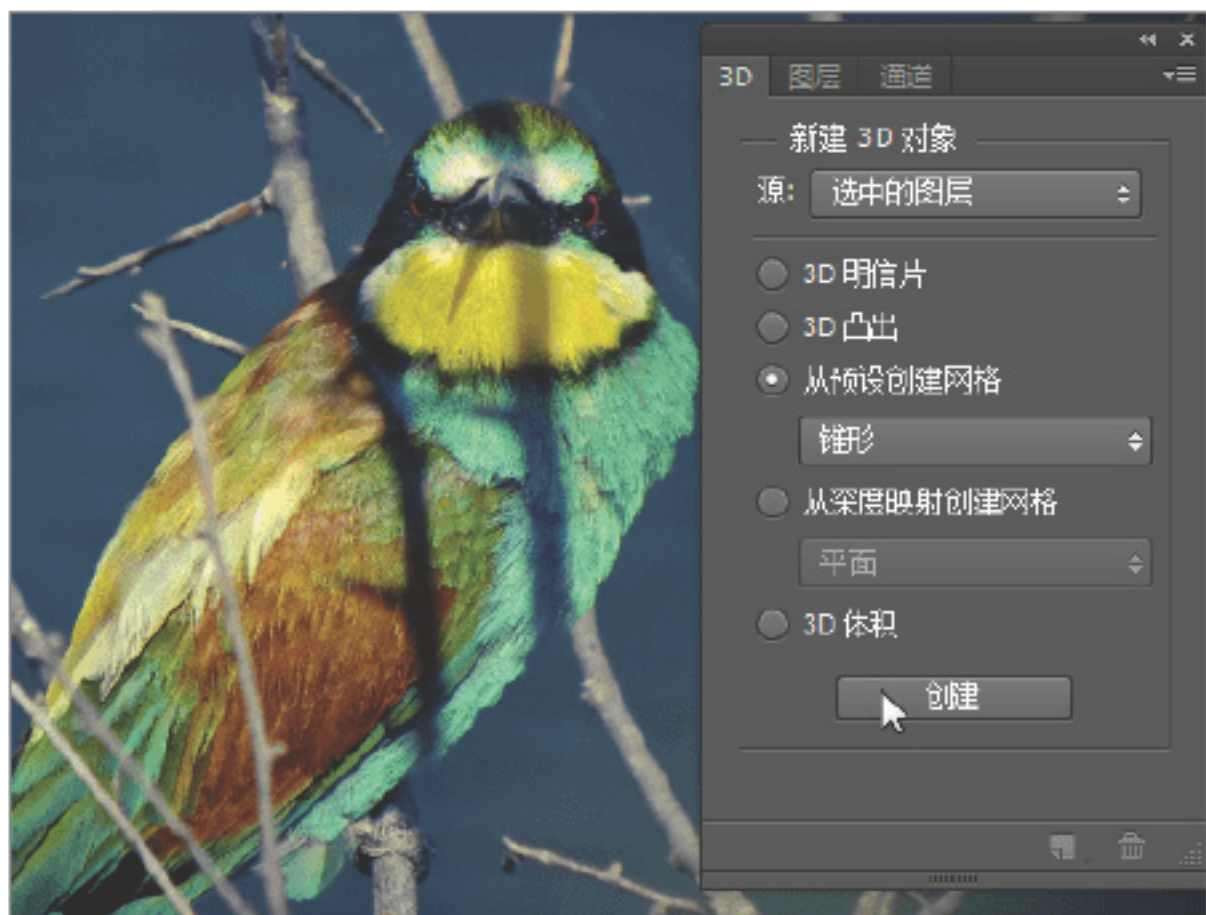 3D 图层 通道
新建 3D 对象
源: 选中的图层
3D 明信片
3D 凸出
从预设创建网格
锥形
从深度映射创建网格
平面
3D 体积
创建